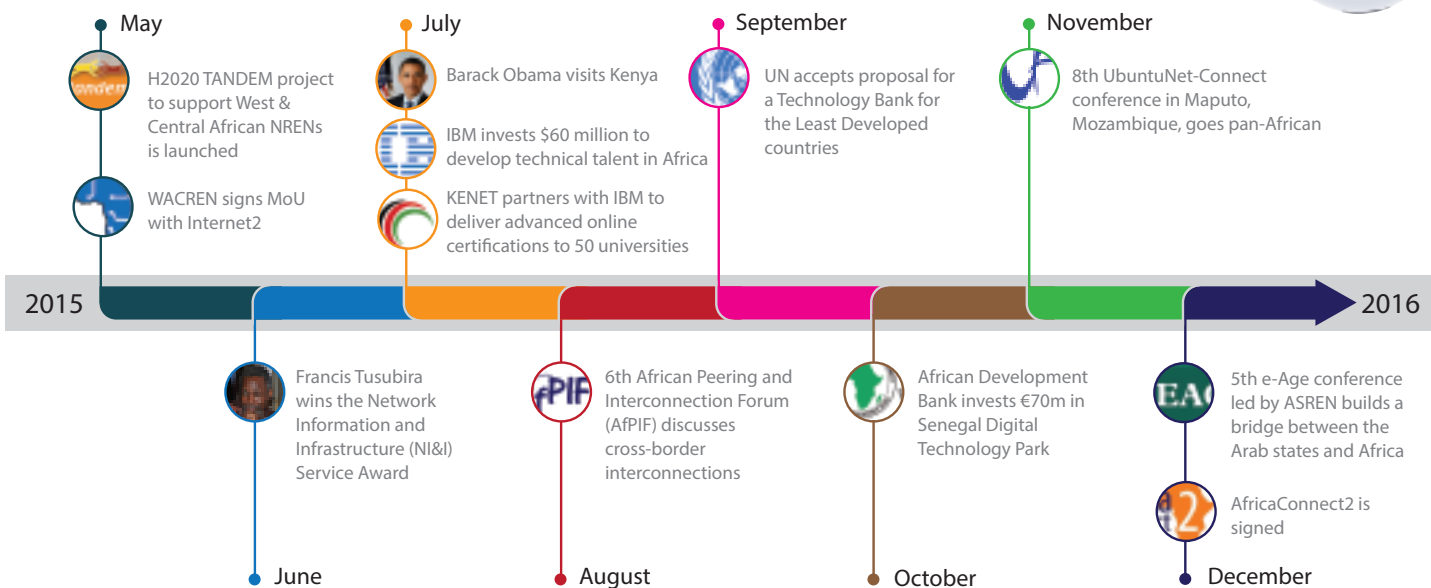 May
H2020 TANDEM project
to support West &
Central African NRENs
is launched
WACREN signs MoU
with Internet2
July
Barack Obama visits Kenya
IBM invests $60 million to
develop technical talent in Africa
KENET partners with IBM to
deliver advanced online
certifications to 50 universities
September
UN accepts proposal for
a Technology Bank for
the Least Developed
countries
November
8th UbuntuNet-Connect
conference in Maputo,
Mozambique, goes pan-African
2015
2016
Francis Tusubira
wins the Network
Information and
Infrastructure (NI&I)
Service Award
June
PIF
6th African Peering and
Interconnection Forum
(AfPIF) discusses
cross-border
interconnections
August
African Development
Bank invests €70m in
Senegal Digital
Technology Park
October
EA
5th e-Age conference
led by ASREN builds a
bridge between the
Arab states and Africa
2
AfricaConnect2 is
signed
December